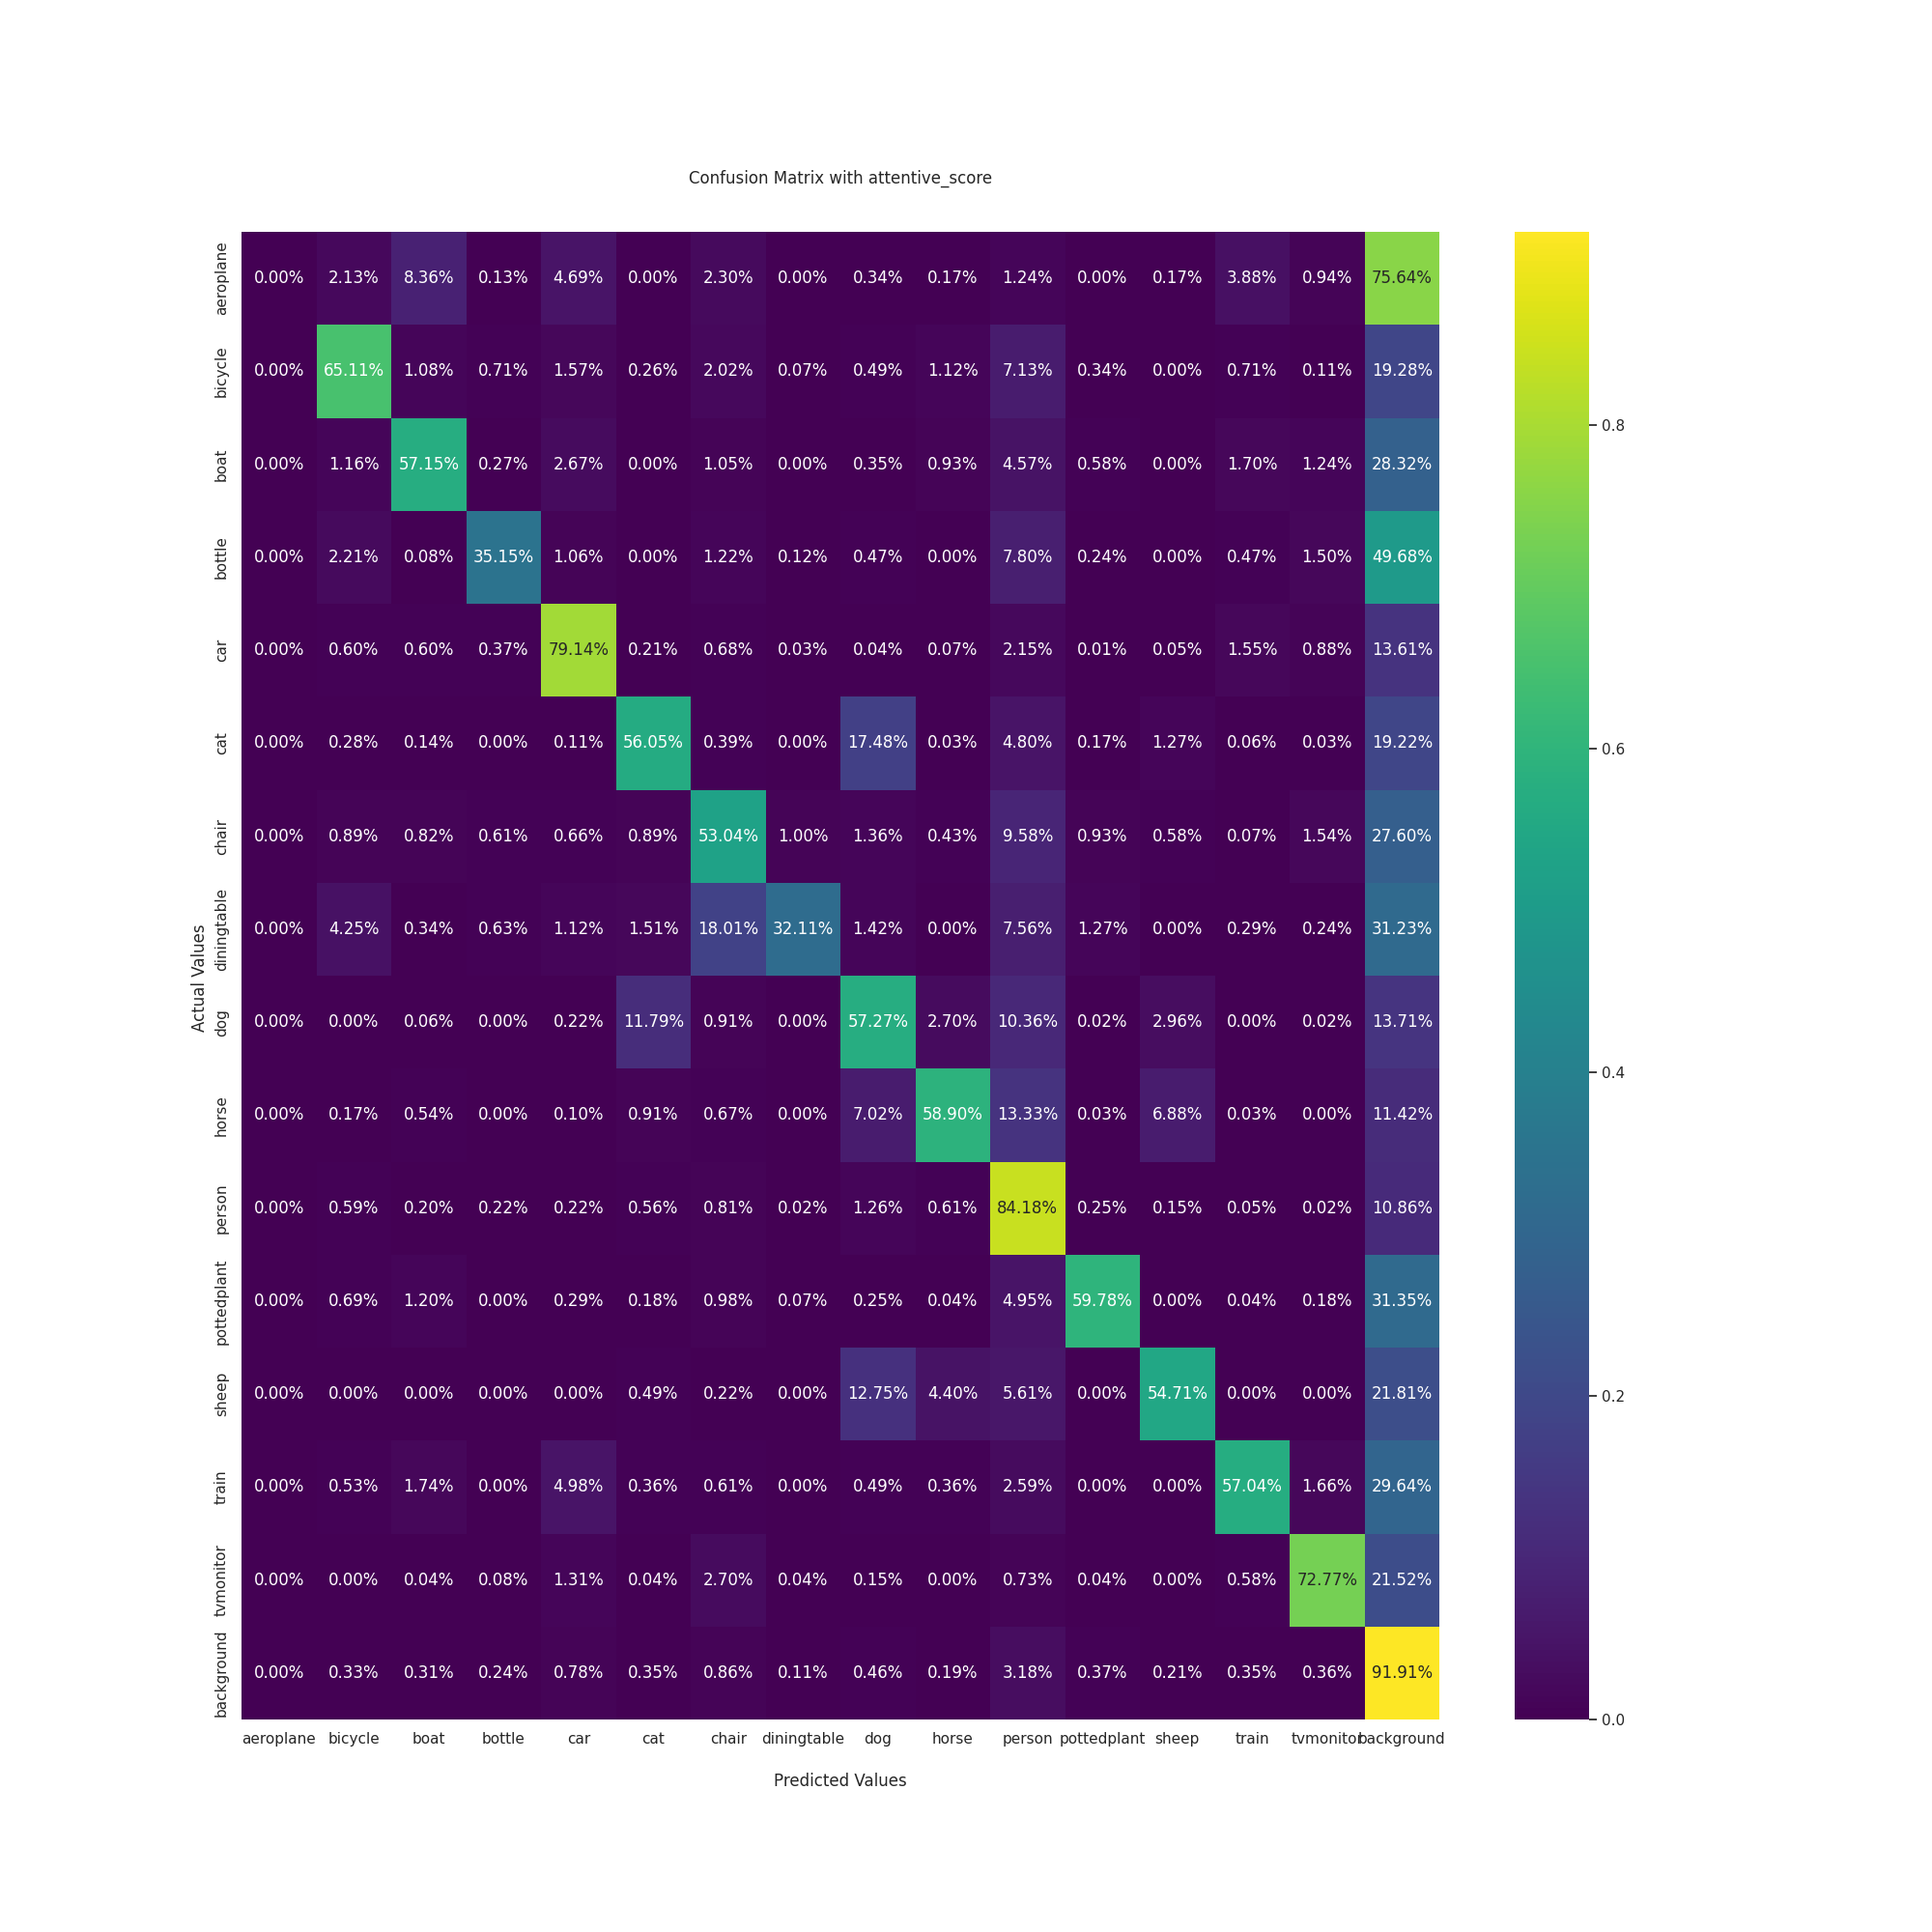 Confusion Matrix with attentive_score
aeroplane 0.00% 2.13% 8.36% 0.13% 4.69% 0.00% 2.30% 0.00% 0.34% 0.17% 1.24% 0.00% 0.17% 3.88% 0.94% 75.64%
bicycle 0.00% 65.11% 1.08% 0.71% 1.57% 0.26% 2.02% 0.07% 0.49% 1.12% 7.13% 0.34% 0.00% 0.71% 0.11% 19.28%
0.8
boat 0.00% 1.16% 57.15% 0.27% 2.67% 0.00% 1.05% 0.00% 0.35% 0.93% 4.57% 0.58% 0.00% 1.70% 1.24% 28.32%
bottle 0.00% 2.21% 0.08% 35.15% 1.06% 0.00% 1.22% 0.12% 0.47% 0.00% 7.80% 0.24% 0.00% 0.47% 1.50% 49.68%
car 0.00% 0.60% 0.60% 0.37% 79.14% 0.21% 0.68% 0.03% 0.04% 0.07% 2.15% 0.01% 0.05% 1.55% 0.88% 13.61%
cat 0.00% 0.28% 0.14% 0.00% 0.11% 56.05% 0.39% 0.00% 17.48% 0.03% 4.80% 0.17% 1.27% 0.06% 0.03% 19.22%
0.6
chair 0.00% 0.89% 0.82% 0.61% 0.66% 0.89% 53.04% 1.00% 1.36% 0.43% 9.58% 0.93% 0.58% 0.07% 1.54% 27.60%
diningtable 0.00% 4.25% 0.34% 0.63% 1.12% 1.51% 18.01% 32.11% 1.42% 0.00% 7.56% 1.27% 0.00% 0.29% 0.24% 31.23%
Actual Values
dog 0.00% 0.00% 0.06% 0.00% 0.22% 11.79% 0.91% 0.00% 57.27% 2.70% 10.36% 0.02% 2.96% 0.00% 0.02% 13.71%
0.4
horse 0.00% 0.17% 0.54% 0.00% 0.10% 0.91% 0.67% 0.00% 7.02% 58.90% 13.33% 0.03% 6.88% 0.03% 0.00% 11.42%
person 0.00% 0.59% 0.20% 0.22% 0.22% 0.56% 0.81% 0.02% 1.26% 0.61% 84.18% 0.25% 0.15% 0.05% 0.02% 10.86%
pottedplant 0.00% 0.69% 1.20% 0.00% 0.29% 0.18% 0.98% 0.07% 0.25% 0.04% 4.95% 59.78% 0.00% 0.04% 0.18% 31.35%
sheep 0.00% 0.00% 0.00% 0.00% 0.00% 0.49% 0.22% 0.00% 12.75% 4.40% 5.61% 0.00% 54.71% 0.00% 0.00% 21.81%
0.2
train 0.00% 0.53% 1.74% 0.00% 4.98% 0.36% 0.61% 0.00% 0.49% 0.36% 2.59% 0.00% 0.00% 57.04% 1.66% 29.64%
tvmonitor 0.00% 0.00% 0.04% 0.08% 1.31% 0.04% 2.70% 0.04% 0.15% 0.00% 0.73% 0.04% 0.00% 0.58% 72.77% 21.52%
background 0.00% 0.33% 0.31% 0.24% 0.78% 0.35% 0.86% 0.11% 0.46% 0.19% 3.18% 0.37% 0.21% 0.35% 0.36% 91.91%
0.0
aeroplane bicycle boat bottle car cat chair diningtable dog horse person pottedplant sheep train tvmonitor background
Predicted Values